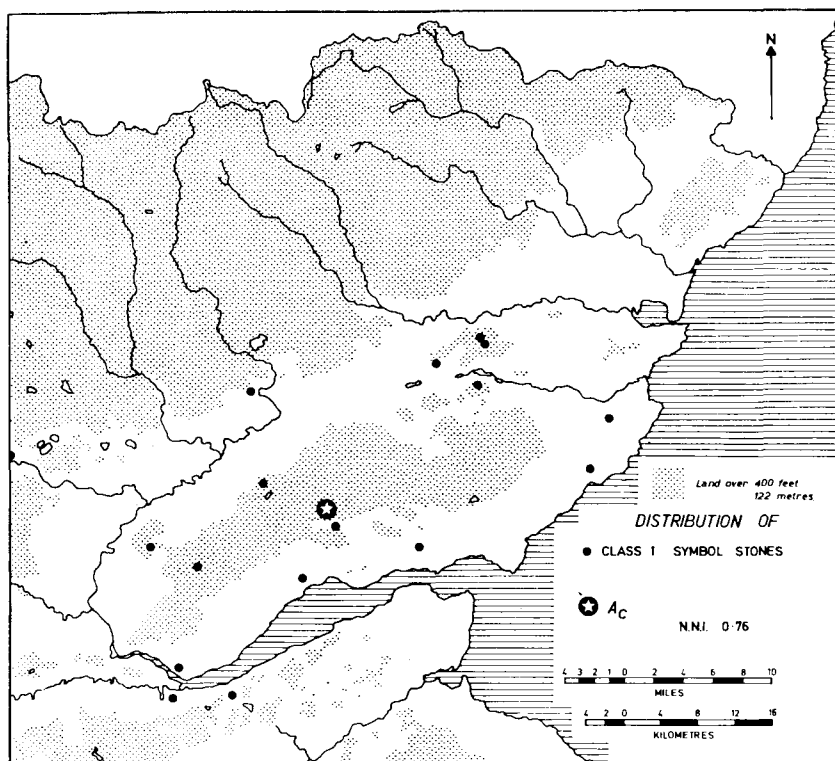 N
Land over 400 feet
122 metres
DISTRIBUTION OF
CLASS 1 SYMBOL STONES
Ac
N.N.I. 0·76
4 3 2 1 0 2 4 6 8 10
MILES
4 2 0 4 8 12 16
KILOMETRES